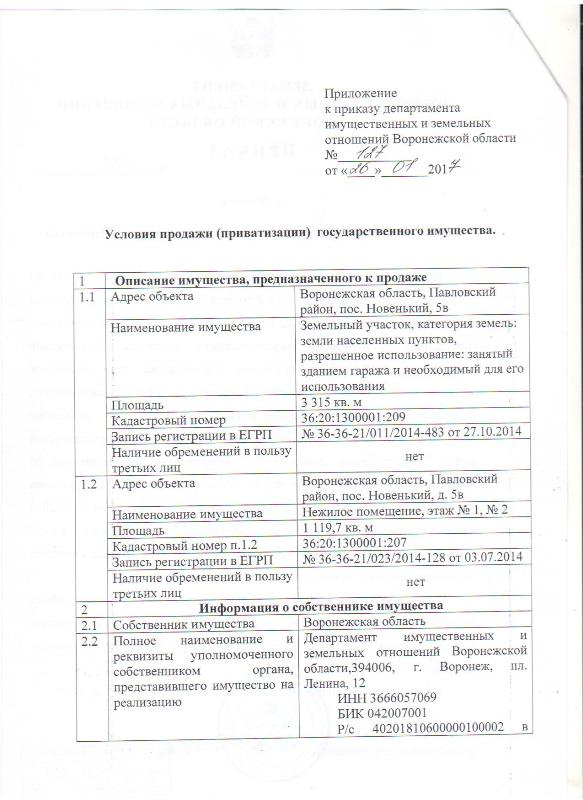 Приложение
к приказу департамента
имущественных и земельных
отношений Воронежской области
№ 127
от «26» 01 2017
Условия продажи (приватизации) государственного имущества.
1 Описание имущества, предназначенного к продаже
1.1 Адрес объекта Воронежская область, Павловский
район, пос. Новенький, 5в
Наименование имущества Земельный участок, категория земель:
земли населенных пунктов,
разрешенное использование: занятый
зданием гаража и необходимый для его
использования
Площадь 3 315 кв. м
Кадастровый номер 36:20:1300001:209
Запись регистрации в ЕГРП № 36-36-21/011/2014-483 от 27.10.2014
Наличие обременений в пользу
третьих лиц нет
1.2 Адрес объекта Воронежская область, Павловский
район, пос. Новенький, д. 5в
Наименование имущества Нежилое помещение, этаж № 1, № 2
Площадь 1 119,7 кв. м
Кадастровый номер п.1.2 36:20:1300001:207
Запись регистрации в ЕГРП № 36-36-21/023/2014-128 от 03.07.2014
Наличие обременений в пользу
третьих лиц нет
2 Информация о собственнике имущества
2.1 Собственник имущества Воронежская область
2.2 Полное наименование и Департамент имущественных и
реквизиты уполномоченного земельных отношений Воронежской
собственником органа, области,394006, г. Воронеж, пл.
представившего имущество на Ленина, 12
реализацию ИНН 3666057069
БИК 042007001
Р/с 40201810600000100002 в